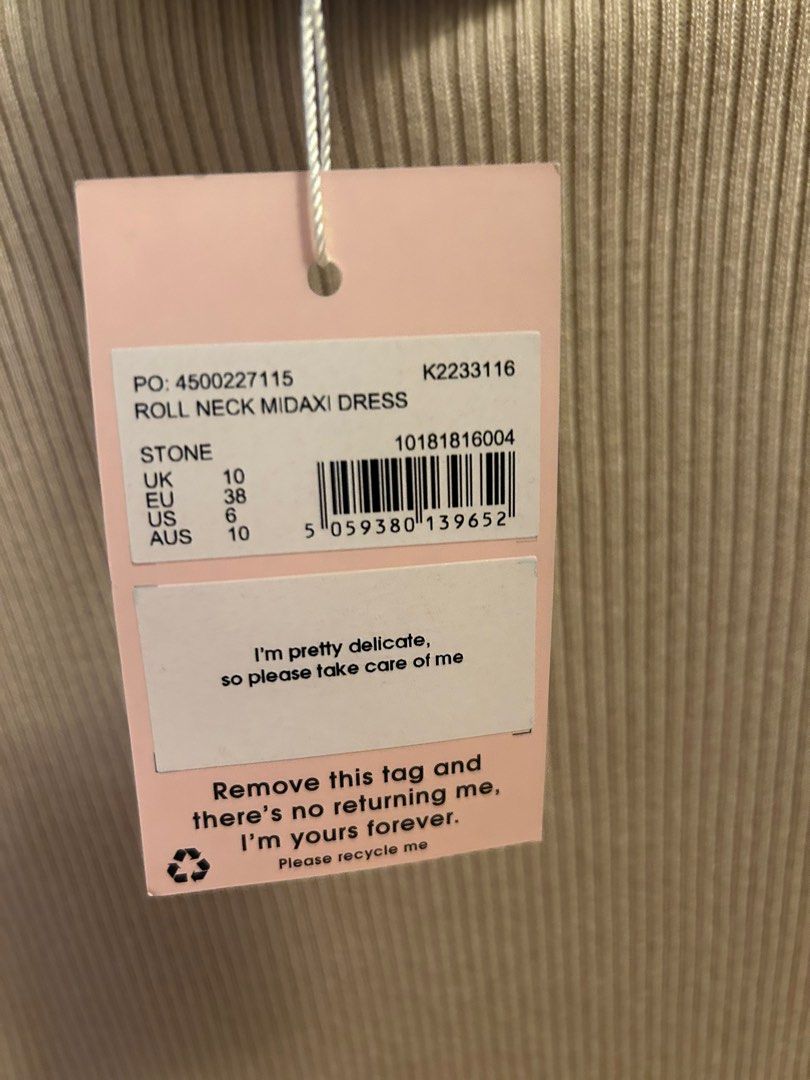 PO: 4500227115 K2233116
ROLL NECK MIDAXI DRESS
STONE 10181816004
UK 10
EU 38
US 6
AUS 10
5 059380 139652
I'm pretty delicate,
so please take care of me
Remove this tag and
there's no returning me,
I'm yours forever.
Please recycle me